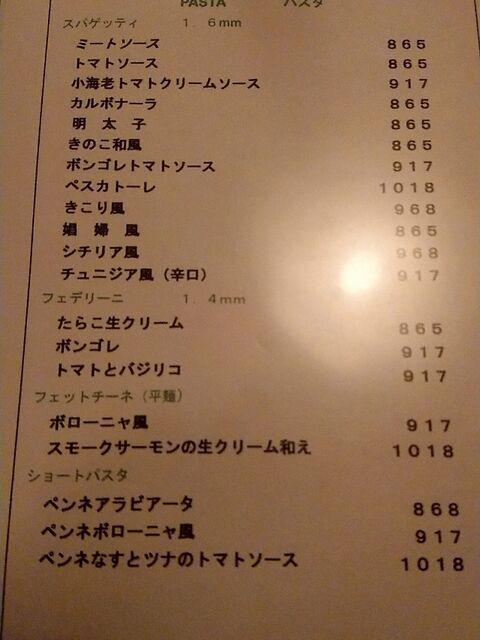 PASTA パスタ
スパゲッティ 1．6mm
ミートソース 865
トマトソース 865
小海老トマトクリームソース 917
カルボナーラ 865
明太子 865
きのこ和風 865
ボンゴレトマトソース 917
ペスカトーレ 1018
きこり風 968
娼婦風 865
シチリア風 968
チュニジア風（辛口） 917
フェデリーニ 1．4mm
たらこ生クリーム 865
ボンゴレ 917
トマトとバジリコ 917
フェットチーネ（平麺）
ボローニャ風 917
スモークサーモンの生クリーム和え 1018
ショートパスタ
ペンネアラビアータ 868
ペンネボローニャ風 917
ペンネなすとツナのトマトソース 1018